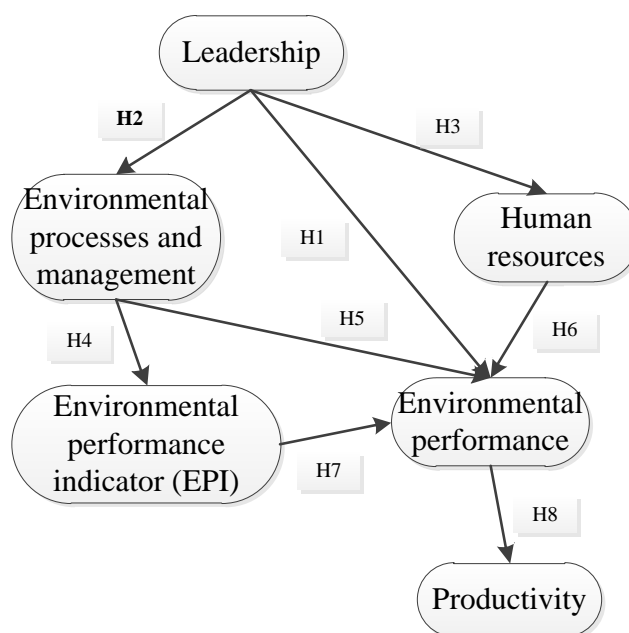 Leadership
H2
H3
Environmental
processes and
management
Human
resources
H1
H5
H4
H6
Environmental
performance
indicator (EPI)
Environmental
performance
H7
H8
Productivity